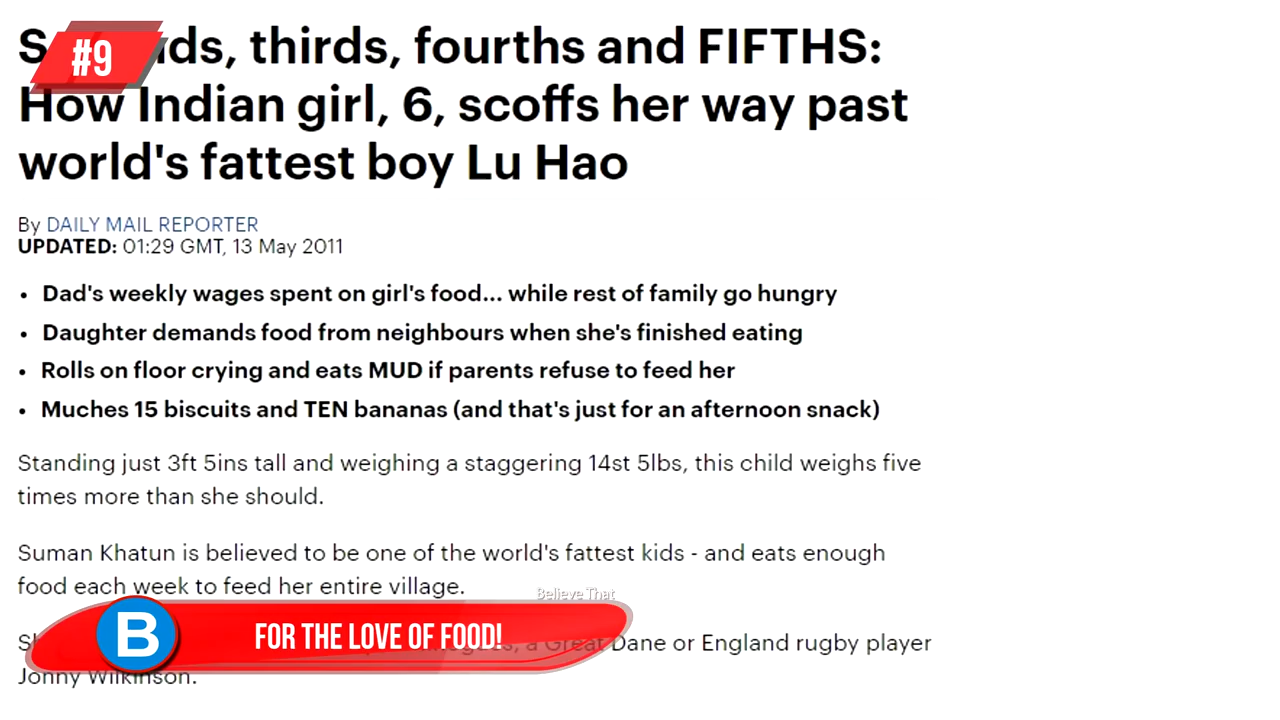 #9
thirds, fourths and FIFTHS:
How Indian girl, 6, scoffs her way past
world's fattest boy Lu Hao
By DAILY MAIL REPORTER
UPDATED: 01:29 GMT, 13 May 2011
• Dad's weekly wages spent on girl's food... while rest of family go hungry
• Daughter demands food from neighbours when she's finished eating
• Rolls on floor crying and eats MUD if parents refuse to feed her
• Muches 15 biscuits and TEN bananas (and that's just for an afternoon snack)
Standing just 3ft 5ins tall and weighing a staggering 14st 5lbs, this child weighs five
times more than she should.
Suman Khatun is believed to be one of the world's fattest kids - and eats enough
food each week to feed her entire village.
Believe That
B FOR THE LOVE OF FOOD!
a Great Dane or England rugby player
Jonny Wilkinson.